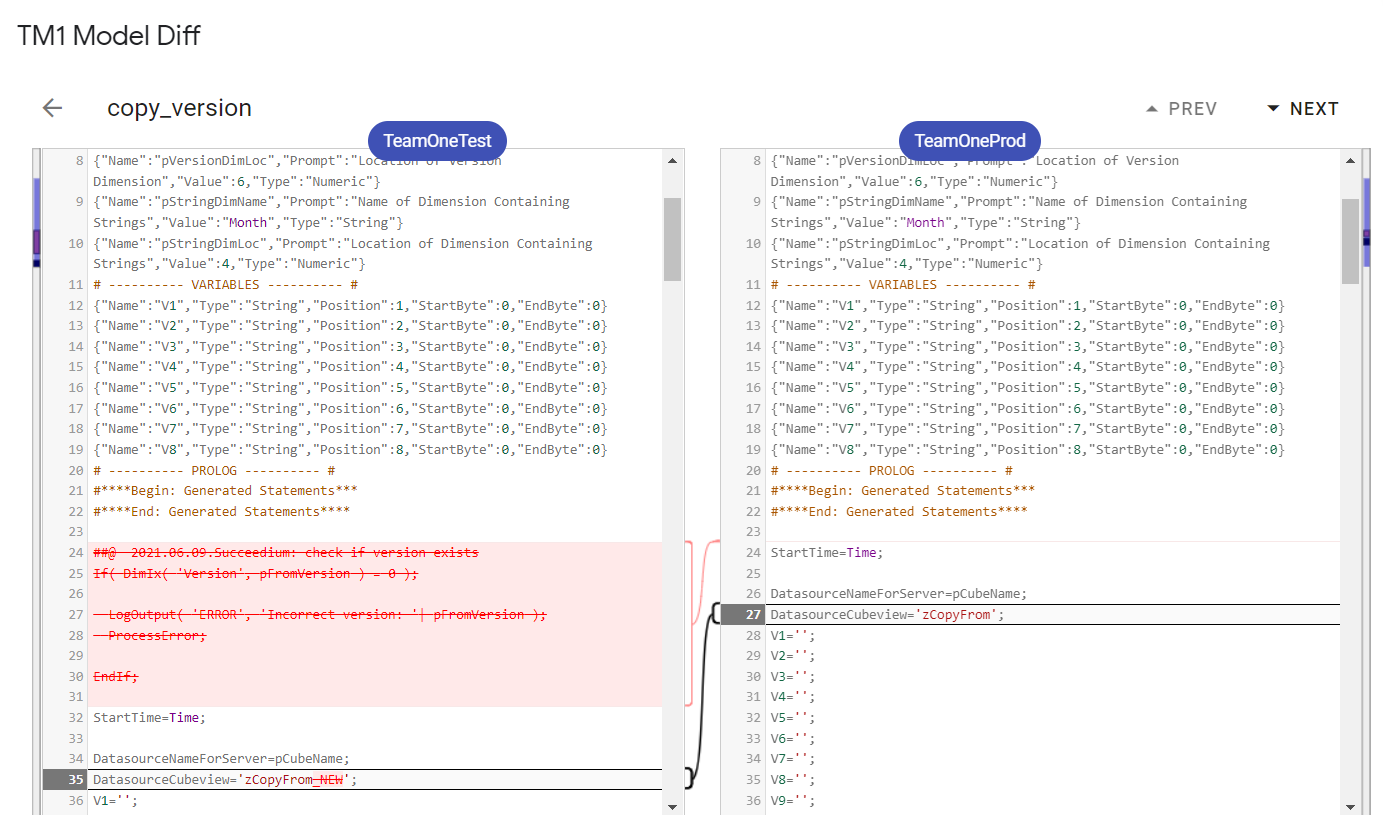 TM1 Model Diff
copy_version
PREV
NEXT
TeamOneTest
8 {"Name":"pVersionDimLoc","Prompt":"Location of Version
Dimension","Value":6,"Type":"Numeric"}
9 {"Name":"pStringDimName","Prompt":"Name of Dimension Containing
Strings","Value":"Month","Type":"String"}
10 {"Name":"pStringDimLoc","Prompt":"Location of Dimension Containing
Strings","Value":4,"Type":"Numeric"}
11 # ---------- VARIABLES ---------- #
12 {"Name":"V1","Type":"String","Position":1,"StartByte":0,"EndByte":0}
13 {"Name":"V2","Type":"String","Position":2,"StartByte":0,"EndByte":0}
14 {"Name":"V3","Type":"String","Position":3,"StartByte":0,"EndByte":0}
15 {"Name":"V4","Type":"String","Position":4,"StartByte":0,"EndByte":0}
16 {"Name":"V5","Type":"String","Position":5,"StartByte":0,"EndByte":0}
17 {"Name":"V6","Type":"String","Position":6,"StartByte":0,"EndByte":0}
18 {"Name":"V7","Type":"String","Position":7,"StartByte":0,"EndByte":0}
19 {"Name":"V8","Type":"String","Position":8,"StartByte":0,"EndByte":0}
20 # ---------- PROLOG ---------- #
21 #****Begin: Generated Statements***
22 #****End: Generated Statements****
23
24 ##@  2021.06.09.Succeedium: check if version exists
25 If( DimIx( 'Version', pFromVersion ) = 0 );
26
27   LogOutput( 'ERROR', 'Incorrect version: '| pFromVersion );
28   ProcessError;
29
30 EndIf;
31
32 StartTime=Time;
33
34 DatasourceNameForServer=pCubeName;
35 DatasourceCubeview='zCopyFrom_NEW';
36 V1='';
TeamOneProd
8 {"Name":"pVersionDimLoc","Prompt":"Location of Version
Dimension","Value":6,"Type":"Numeric"}
9 {"Name":"pStringDimName","Prompt":"Name of Dimension Containing
Strings","Value":"Month","Type":"String"}
10 {"Name":"pStringDimLoc","Prompt":"Location of Dimension Containing
Strings","Value":4,"Type":"Numeric"}
11 # ---------- VARIABLES ---------- #
12 {"Name":"V1","Type":"String","Position":1,"StartByte":0,"EndByte":0}
13 {"Name":"V2","Type":"String","Position":2,"StartByte":0,"EndByte":0}
14 {"Name":"V3","Type":"String","Position":3,"StartByte":0,"EndByte":0}
15 {"Name":"V4","Type":"String","Position":4,"StartByte":0,"EndByte":0}
16 {"Name":"V5","Type":"String","Position":5,"StartByte":0,"EndByte":0}
17 {"Name":"V6","Type":"String","Position":6,"StartByte":0,"EndByte":0}
18 {"Name":"V7","Type":"String","Position":7,"StartByte":0,"EndByte":0}
19 {"Name":"V8","Type":"String","Position":8,"StartByte":0,"EndByte":0}
20 # ---------- PROLOG ---------- #
21 #****Begin: Generated Statements***
22 #****End: Generated Statements****
23
24 StartTime=Time;
25
26 DatasourceNameForServer=pCubeName;
27 DatasourceCubeview='zCopyFrom';
28 V1='';
29 V2='';
30 V3='';
31 V4='';
32 V5='';
33 V6='';
34 V7='';
35 V8='';
36 V9='';